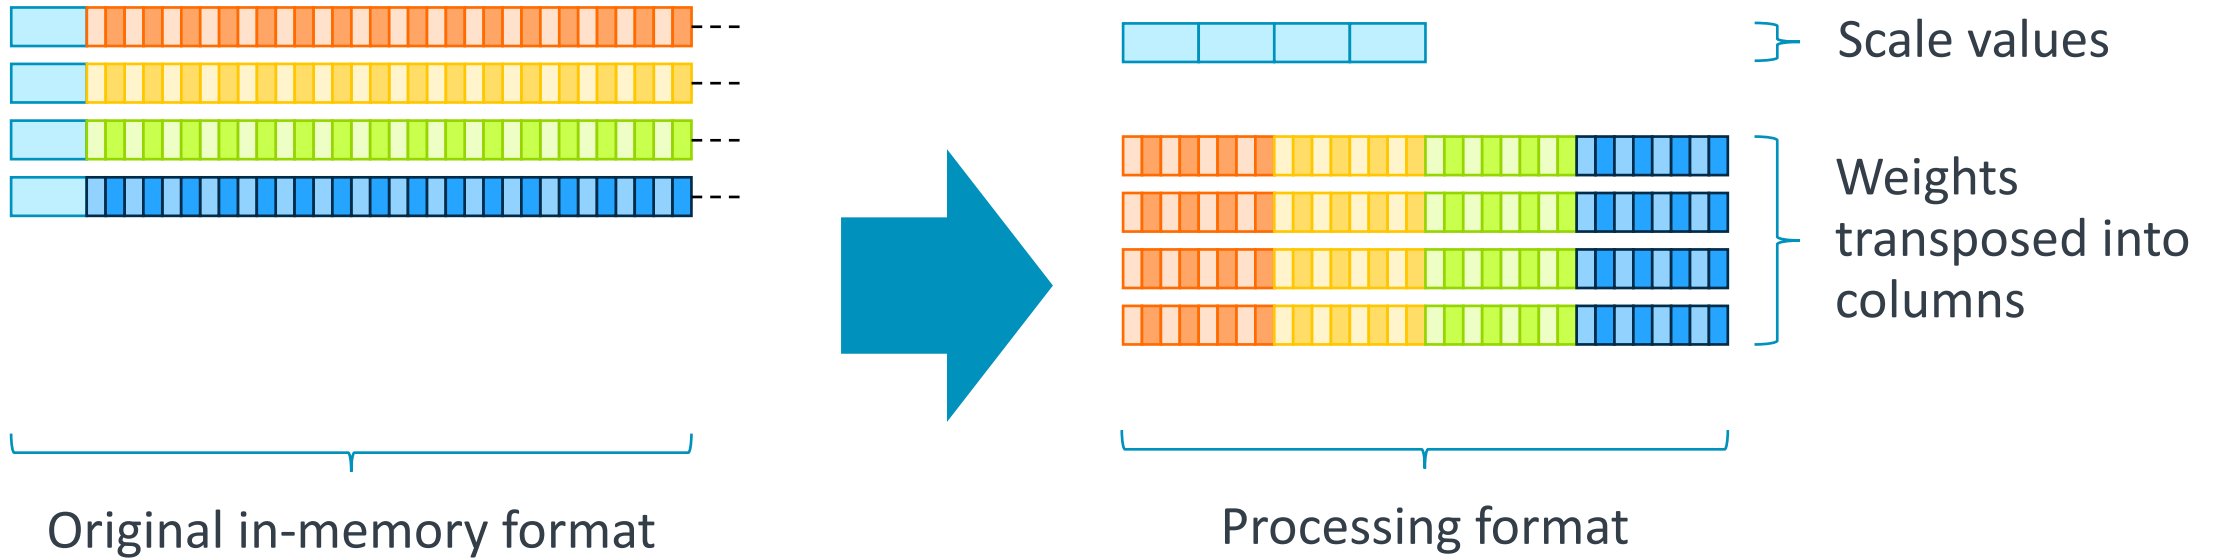 Scale values
Weights
transposed into
columns
Original in-memory format
Processing format